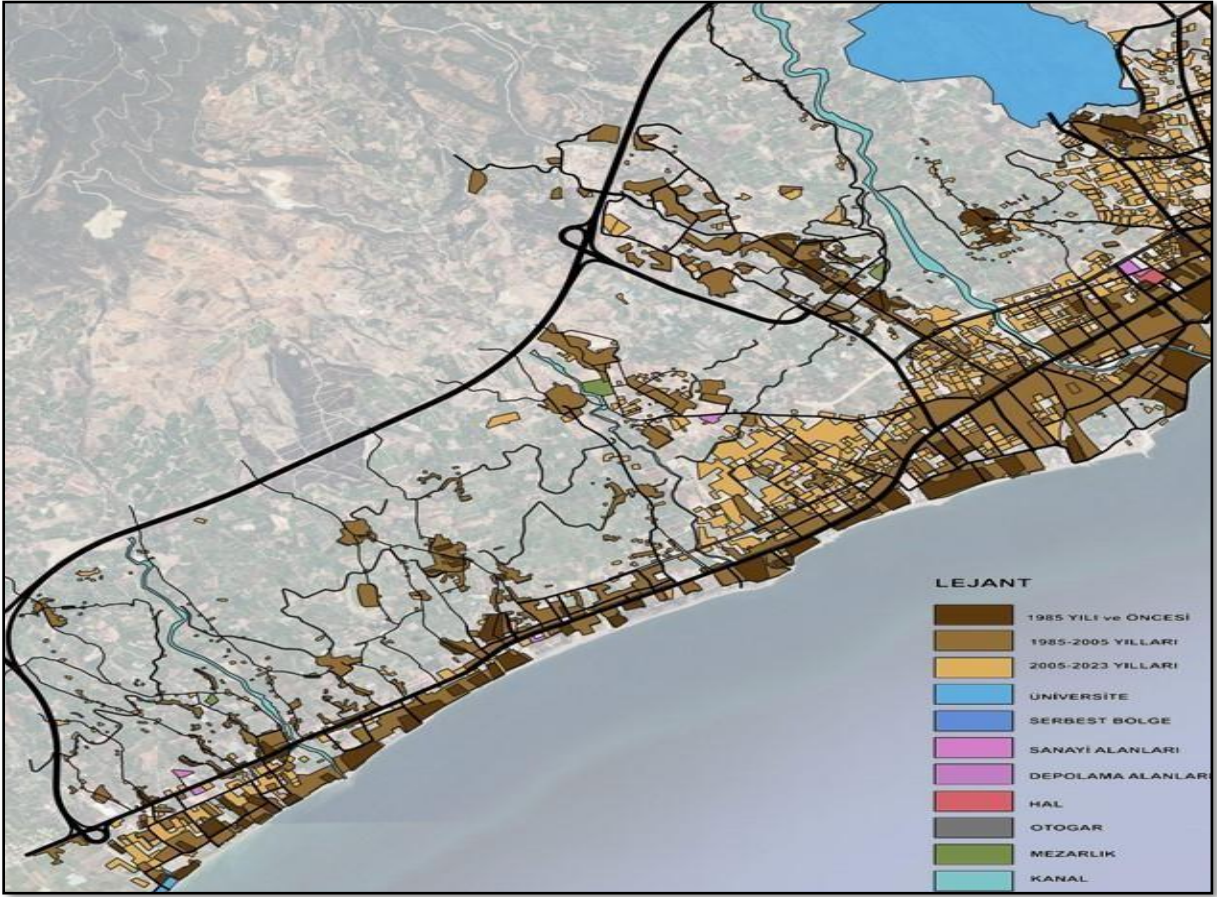 LEJANT
1985 YILI ve ÖNCESİ
1985-2005 YILLARI
2005-2023 YILLARI
ÜNİVERSİTE
SERBEST BÖLGE
SANAYİ ALANLARI
DEPOLAMA ALANLARI
HAL
OTOGAR
MEZARLIK
KANAL